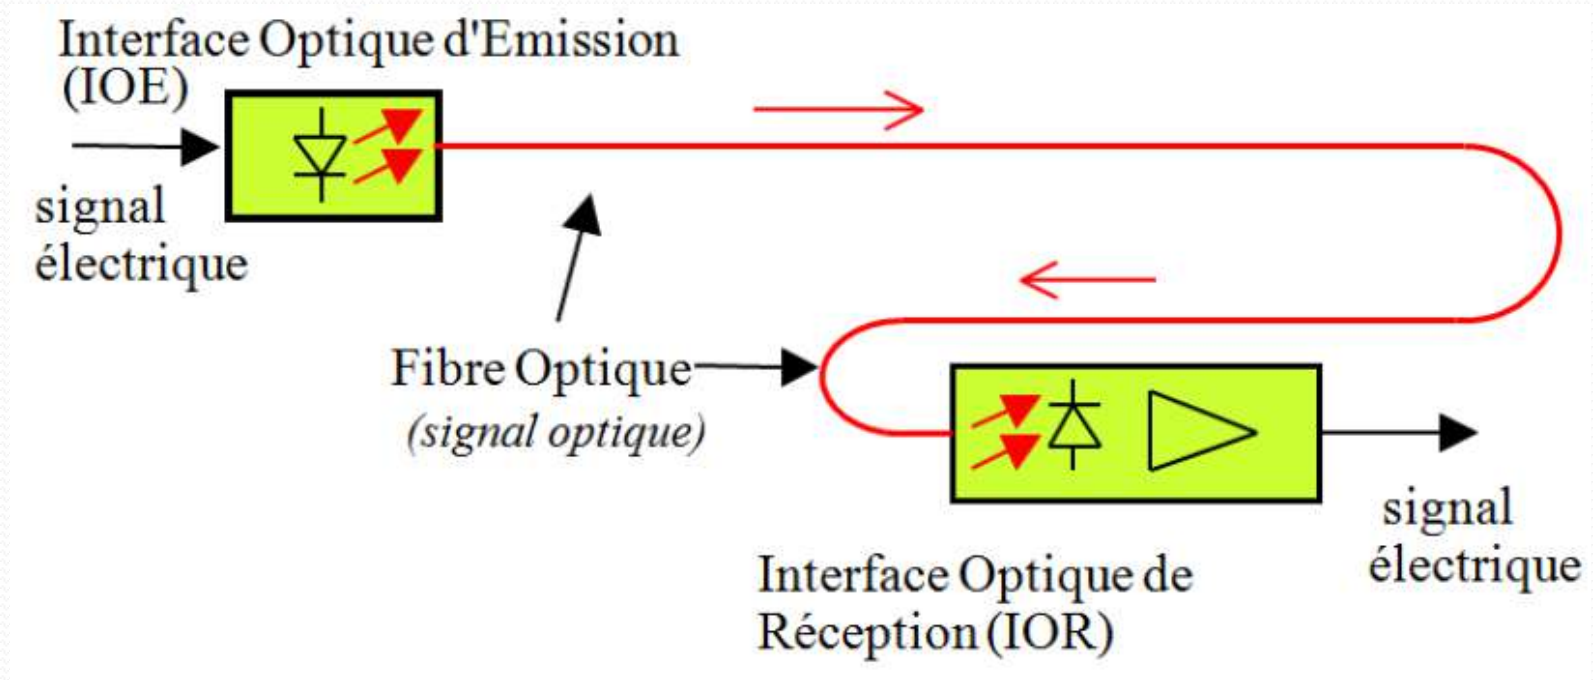 Interface Optique d'Emission
(IOE)
signal
électrique
Fibre Optique
(signal optique)
signal
électrique
Interface Optique de
Réception (IOR)